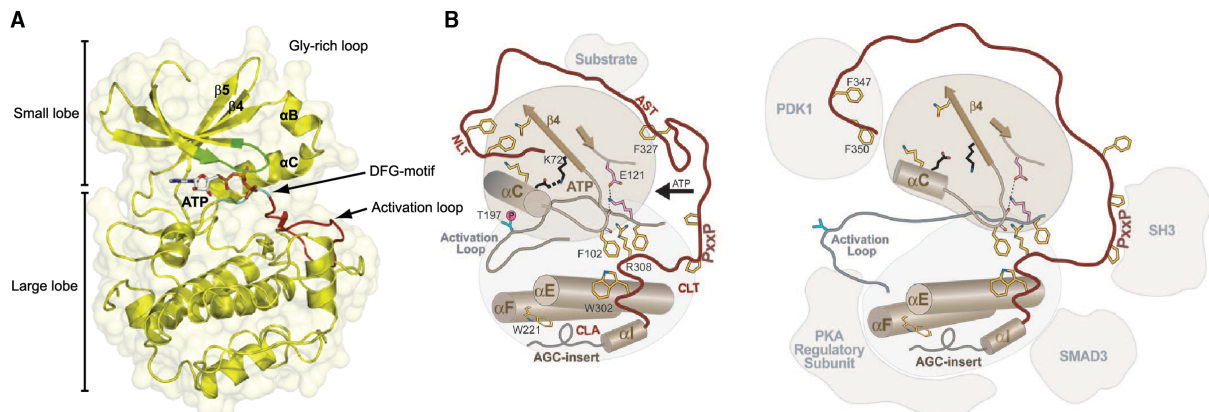 A
Gly-rich loop
Small lobe
β5
β4
αB
αC
DFG-motif
ATP
Activation loop
Large lobe
B
Substrate
AST
β4
NLT
F327
K72
E121
αC
ATP
ATP
T197
P
Activation
Loop
PxxP
F102
R308
CLT
αE
αF
W302
W221
CLA
αI
AGC-insert
F347
PDK1
F350
β4
αC
PxxP
SH3
Activation
Loop
αE
αF
PKA
Regulatory
Subunit
αI
SMAD3
AGC-insert